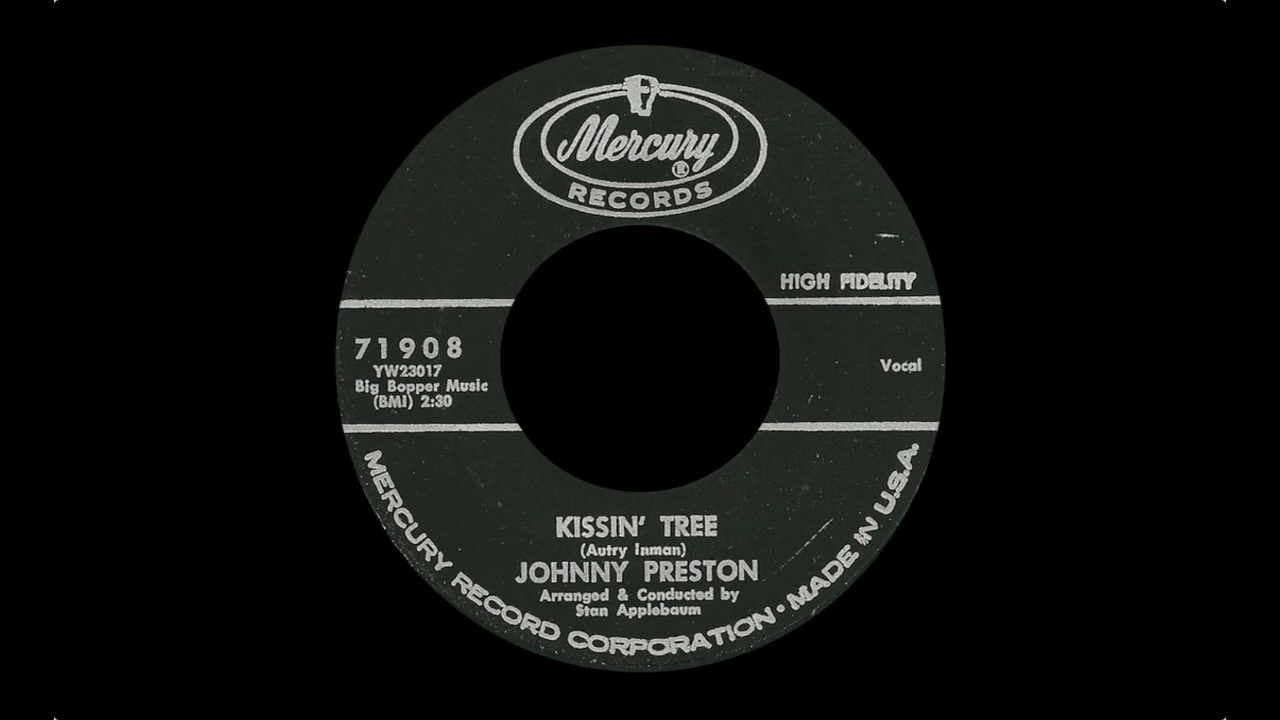 Mercury
®
RECORDS
HIGH FIDELITY
71908
YW23017
Big Bopper Music
(BMI) 2:30
Vocal
KISSIN' TREE
(Autry Inman)
JOHNNY PRESTON
Arranged & Conducted by
Stan Applebaum
MERCURY RECORD CORPORATION • MADE IN U.S.A.